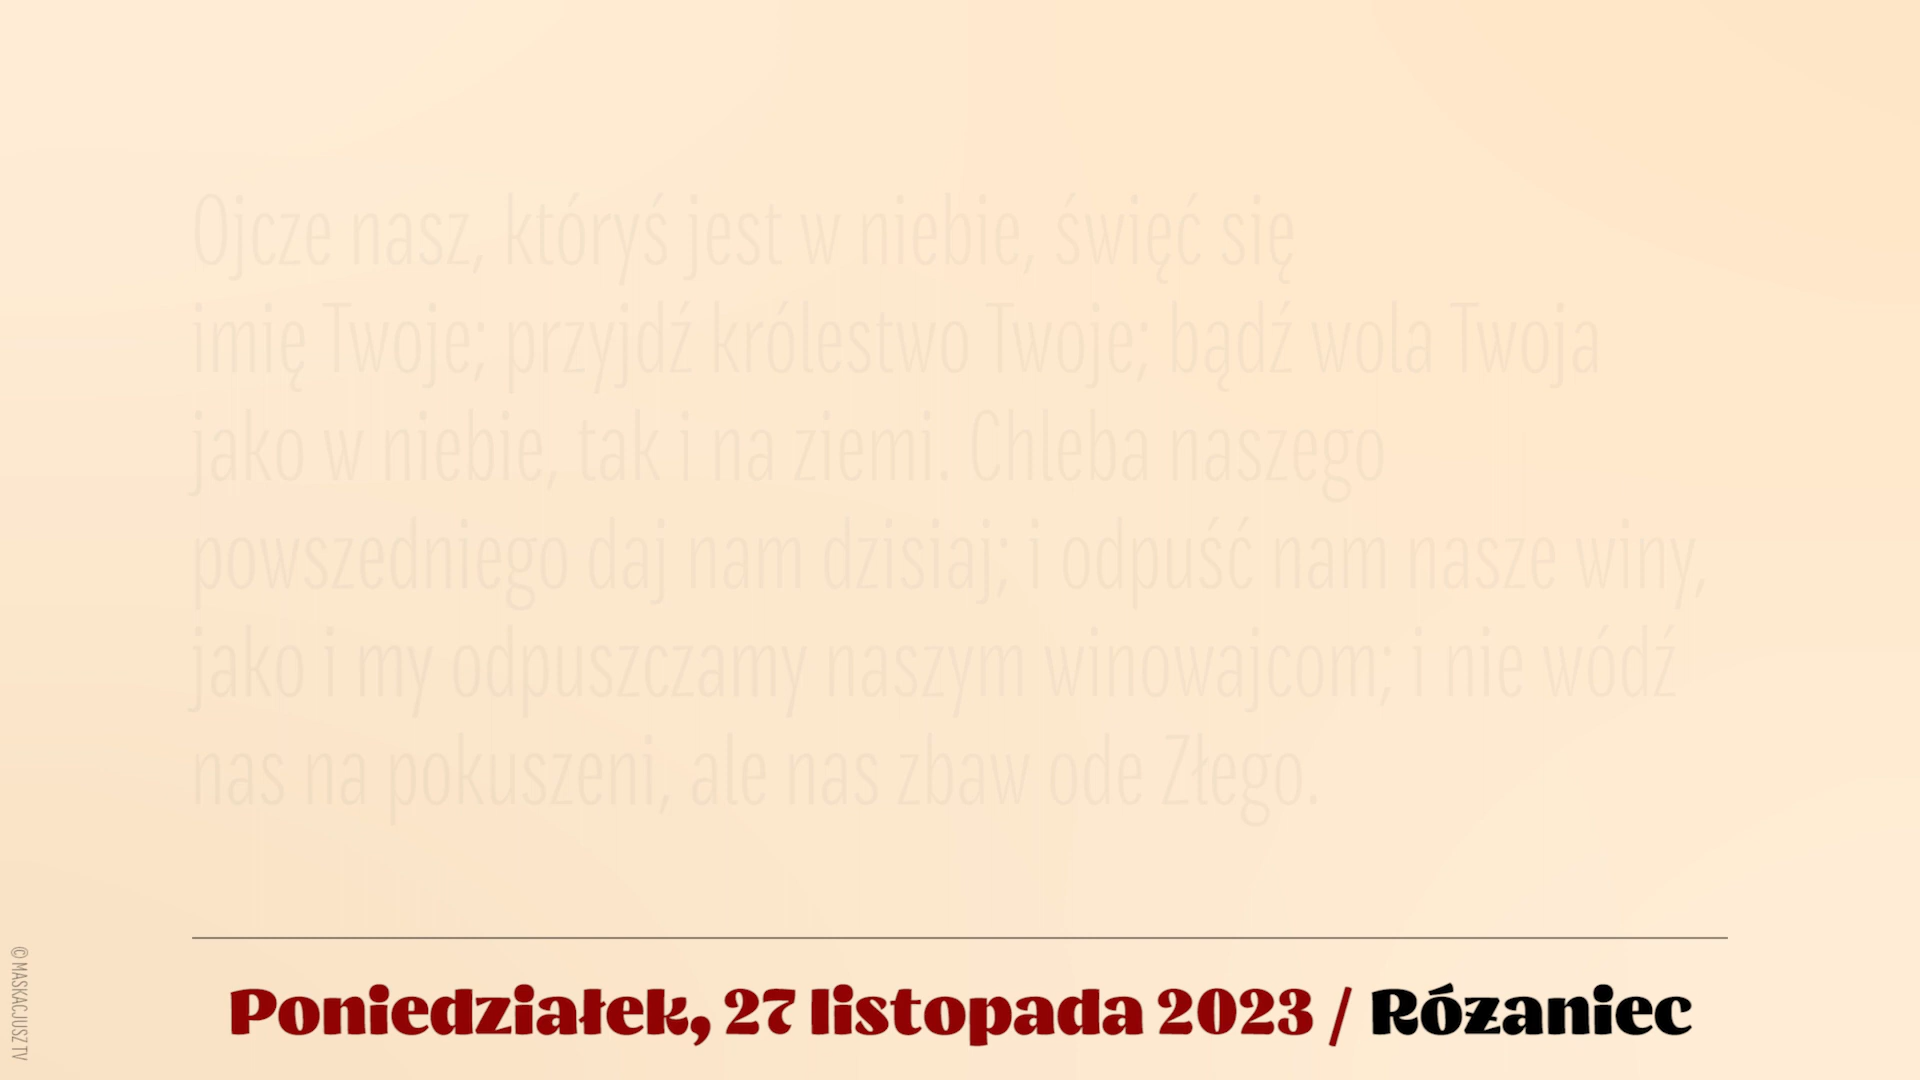 Ojcze nasz, któryś jest w niebie, święć się
imię Twoje; przyjdź królestwo Twoje; bądź wola Twoja
jako w niebie, tak i na ziemi. Chleba naszego
powszedniego daj nam dzisiaj; i odpuść nam nasze winy,
jako i my odpuszczamy naszym winowajcom; i nie wódź
nas na pokuszeni, ale nas zbaw ode Złego.
Poniedziałek, 27 listopada 2023 / Rózaniec
© MASKACJUSZ TV